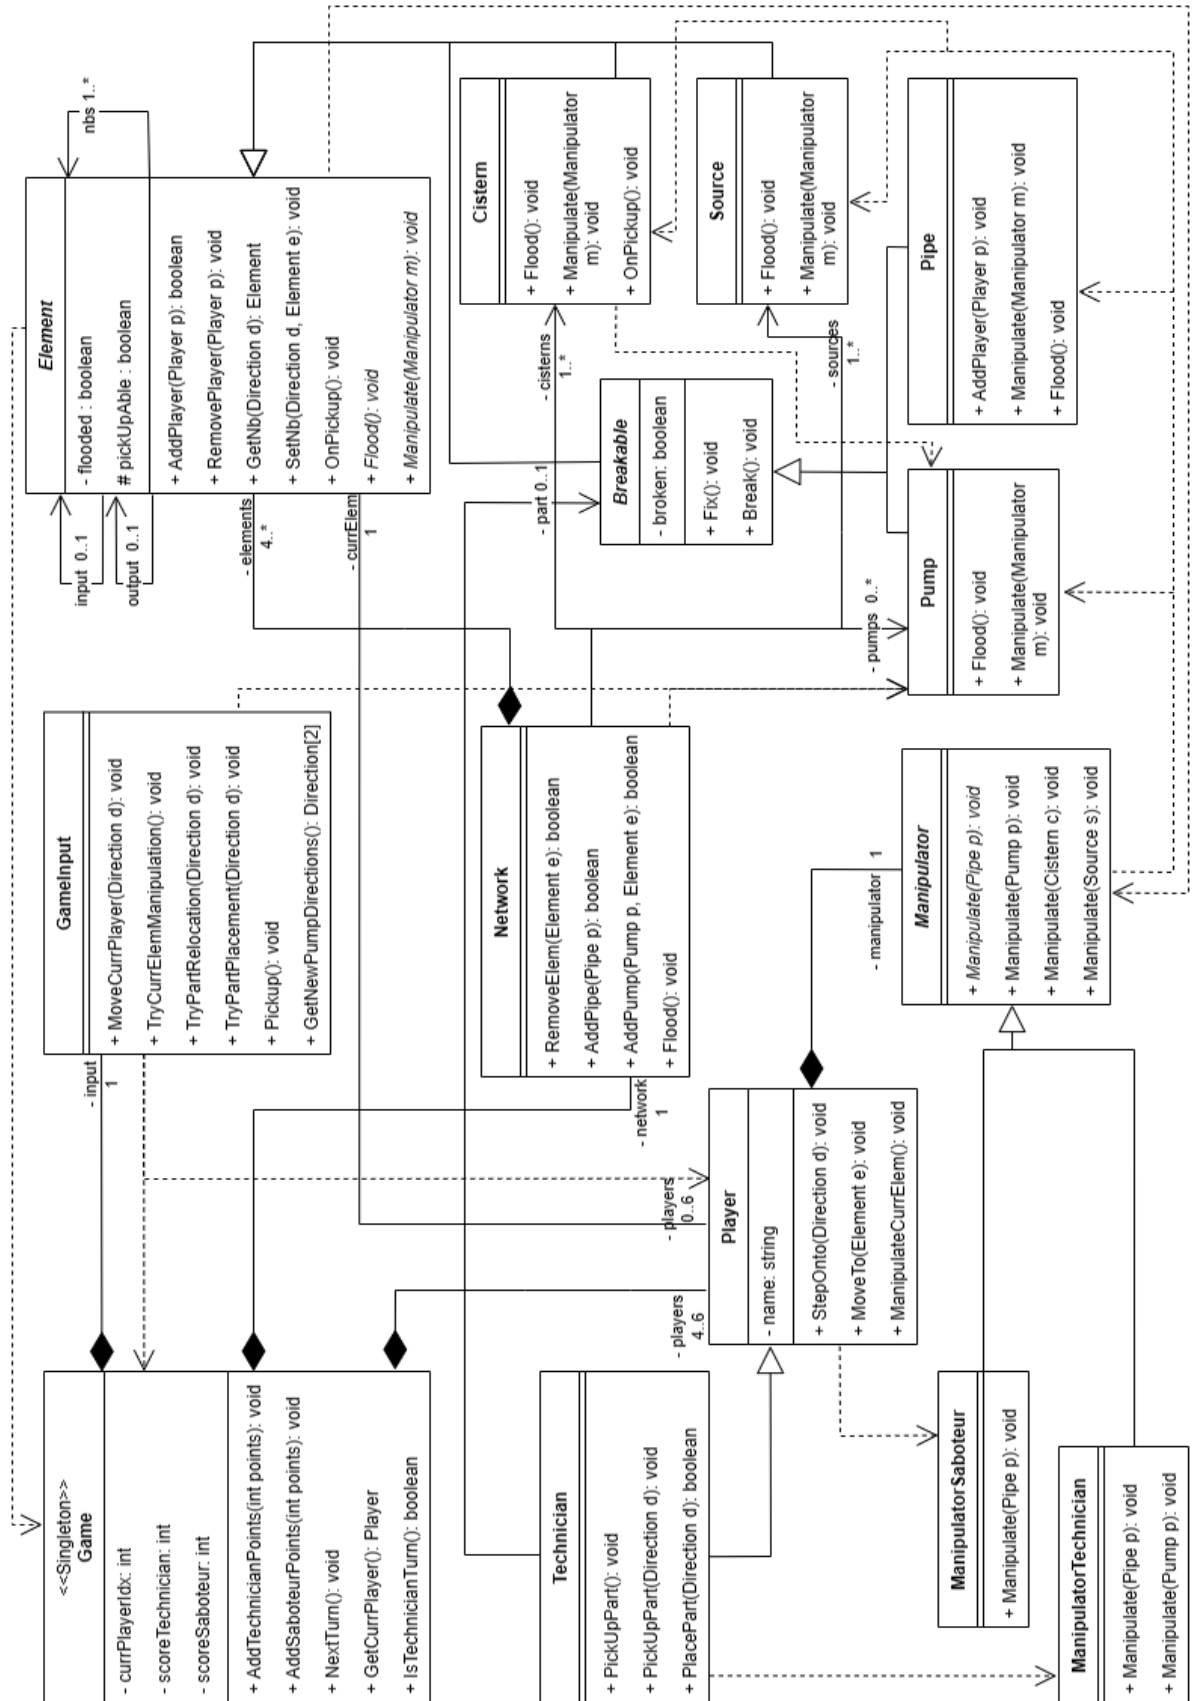 <<Singleton>>
Game
- currPlayerIdx: int
- scoreTechnician: int
- scoreSaboteur: int
+ AddTechnicianPoints(int points): void
+ AddSaboteurPoints(int points): void
+ NextTurn(): void
+ GetCurrPlayer(): Player
+ IsTechnicianTurn(): boolean
- input
1
GameInput
+ MoveCurrPlayer(Direction d): void
+ TryCurrElemManipulation(): void
+ TryPartRelocation(Direction d): void
+ TryPartPlacement(Direction d): void
+ Pickup(): void
+ GetNewPumpDirections(): Direction[2]
input 0..1
output 0..1
Element
- flooded : boolean
# pickUpAble : boolean
+ AddPlayer(Player p): boolean
+ RemovePlayer(Player p): void
+ GetNb(Direction d): Element
+ SetNb(Direction d, Element e): void
+ OnPickup(): void
+ Flood(): void
+ Manipulate(Manipulator m): void
nbs 1..*
- elements
4..*
- currElem
1
- network
1
Network
+ RemoveElem(Element e): boolean
+ AddPipe(Pipe p): boolean
+ AddPump(Pump p, Element e): boolean
+ Flood(): void
- cisterns
1..*
Cistern
+ Flood(): void
+ Manipulate(Manipulator
m): void
+ OnPickup(): void
- part 0..1
Breakable
- broken: boolean
+ Fix(): void
+ Break(): void
- sources
1..*
Source
+ Flood(): void
+ Manipulate(Manipulator
m): void
Technician
+ PickUpPart(): void
+ PickUpPart(Direction d): void
+ PlacePart(Direction d): boolean
- players
4..6
- players
0..6
Player
- name: string
+ StepOnto(Direction d): void
+ MoveTo(Element e): void
+ ManipulateCurrElem(): void
- manipulator
1
- pumps 0..*
Pump
+ Flood(): void
+ Manipulate(Manipulator
m): void
Pipe
+ AddPlayer(Player p): void
+ Manipulate(Manipulator m): void
+ Flood(): void
Manipulator
+ Manipulate(Pipe p): void
+ Manipulate(Pump p): void
+ Manipulate(Cistern c): void
+ Manipulate(Source s): void
ManipulatorSaboteur
+ Manipulate(Pipe p): void
ManipulatorTechnician
+ Manipulate(Pipe p): void
+ Manipulate(Pump p): void